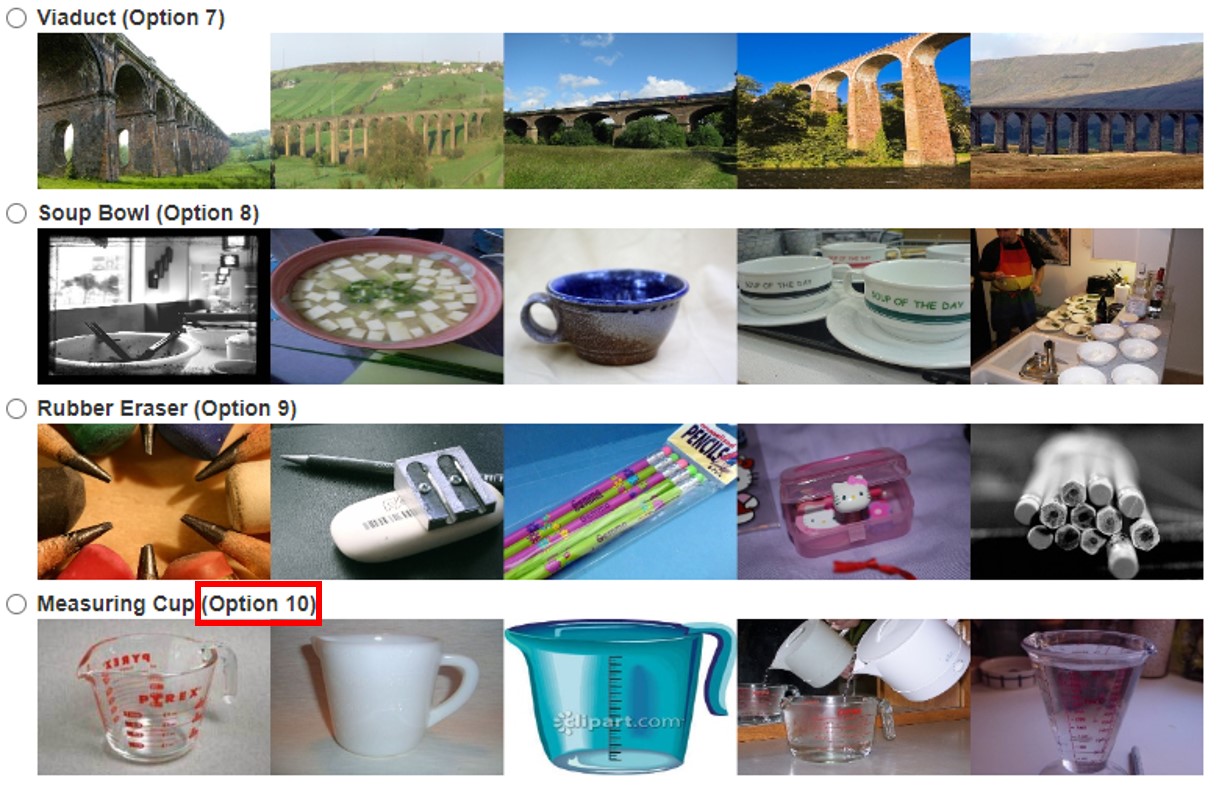 Viaduct (Option 7)
Soup Bowl (Option 8)
SOUP OF THE DAY
SOUP OF THE DAY
Rubber Eraser (Option 9)
PENCILS
Measuring Cup (Option 10)
PYREX
PYREX
clipart.com